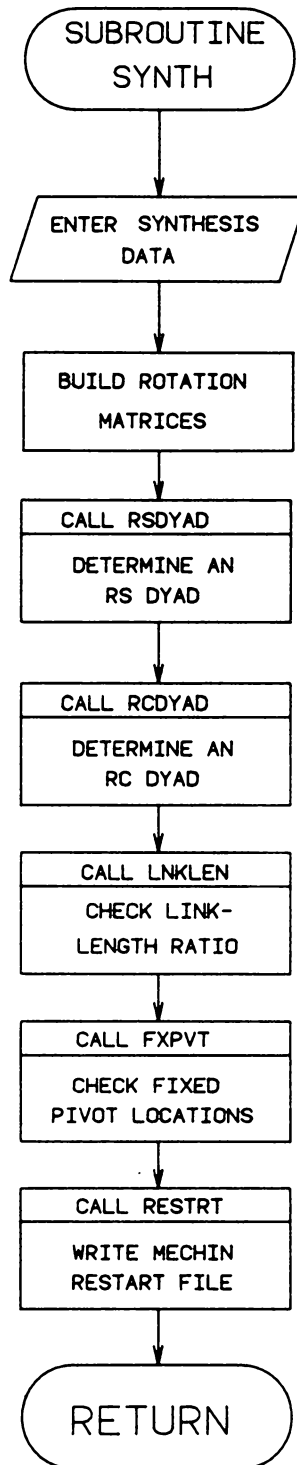 SUBROUTINE
SYNTH
ENTER SYNTHESIS
DATA
BUILD ROTATION
MATRICES
CALL RSDYAD
DETERMINE AN
RS DYAD
CALL RCDYAD
DETERMINE AN
RC DYAD
CALL LNKLEN
CHECK LINK-
LENGTH RATIO
CALL FXPVT
CHECK FIXED
PIVOT LOCATIONS
CALL RESTRT
WRITE MECHIN
RESTART FILE
RETURN